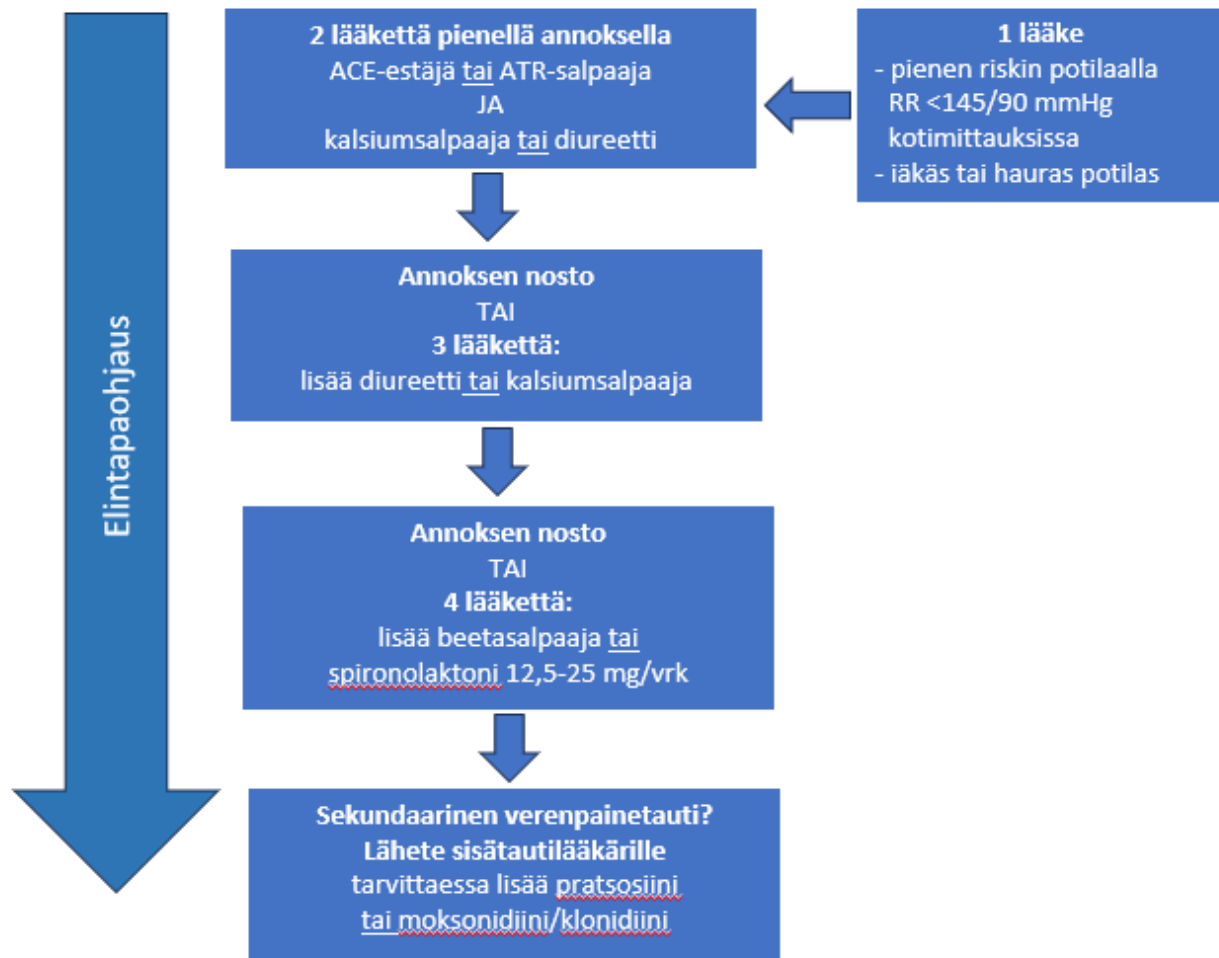 2 lääkettä pienellä annoksella
ACE-estäjä tai ATR-salpaaja
JA
kalsiumsalpaaja tai diureetti
1 lääke
- pienen riskin potilaalla
RR <145/90 mmHg
kotimittauksissa
- iäkäs tai hauras potilas
Annoksen nosto
TAI
3 lääkettä:
lisää diureetti tai kalsiumsalpaaja
Elintapaohjaus
Annoksen nosto
TAI
4 lääkettä:
lisää beetasalpaaja tai
spironolaktoni 12,5-25 mg/vrk
Sekundaarinen verenpainetauti?
Lähete sisätautilääkärille
tarvittaessa lisää pratsosiini
tai moksonidiini/klonidiini